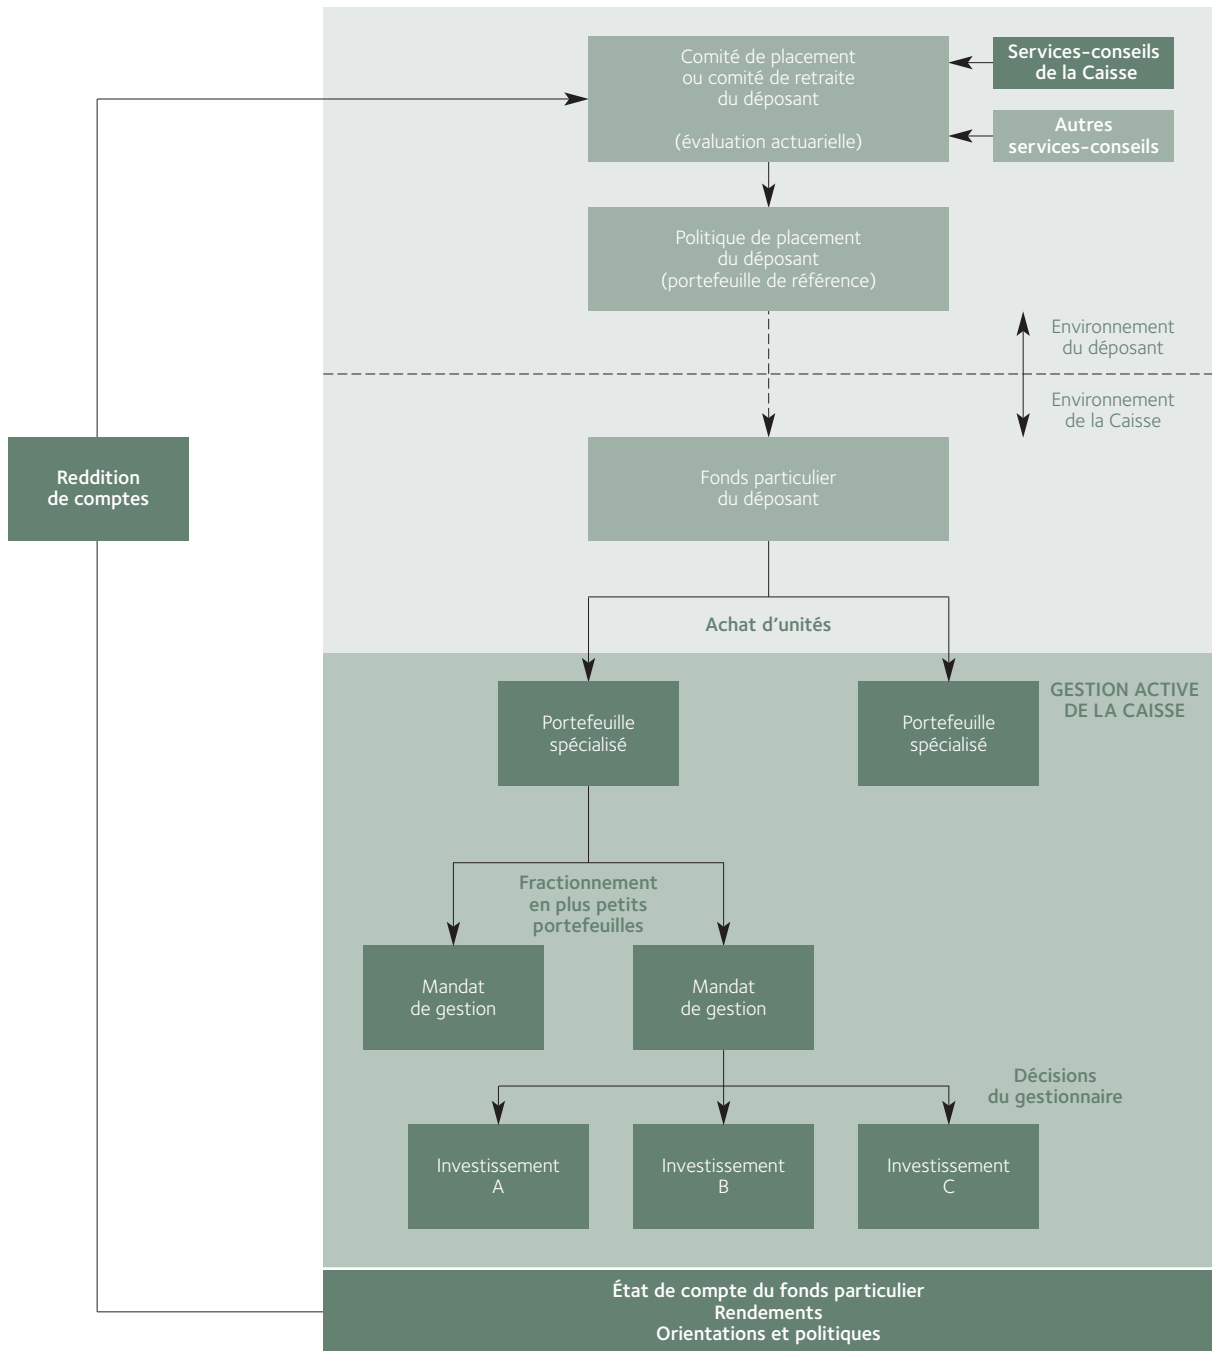 Comité de placement
ou comité de retraite
du déposant
(évaluation actuarielle)
Services-conseils
de la Caisse
Autres
services-conseils
Politique de placement
du déposant
(portefeuille de référence)
Environnement
du déposant
Environnement
de la Caisse
Reddition
de comptes
Fonds particulier
du déposant
Achat d’unités
GESTION ACTIVE
DE LA CAISSE
Portefeuille
spécialisé
Portefeuille
spécialisé
Fractionnement
en plus petits
portefeuilles
Mandat
de gestion
Mandat
de gestion
Décisions
du gestionnaire
Investissement
A
Investissement
B
Investissement
C
État de compte du fonds particulier
Rendements
Orientations et politiques